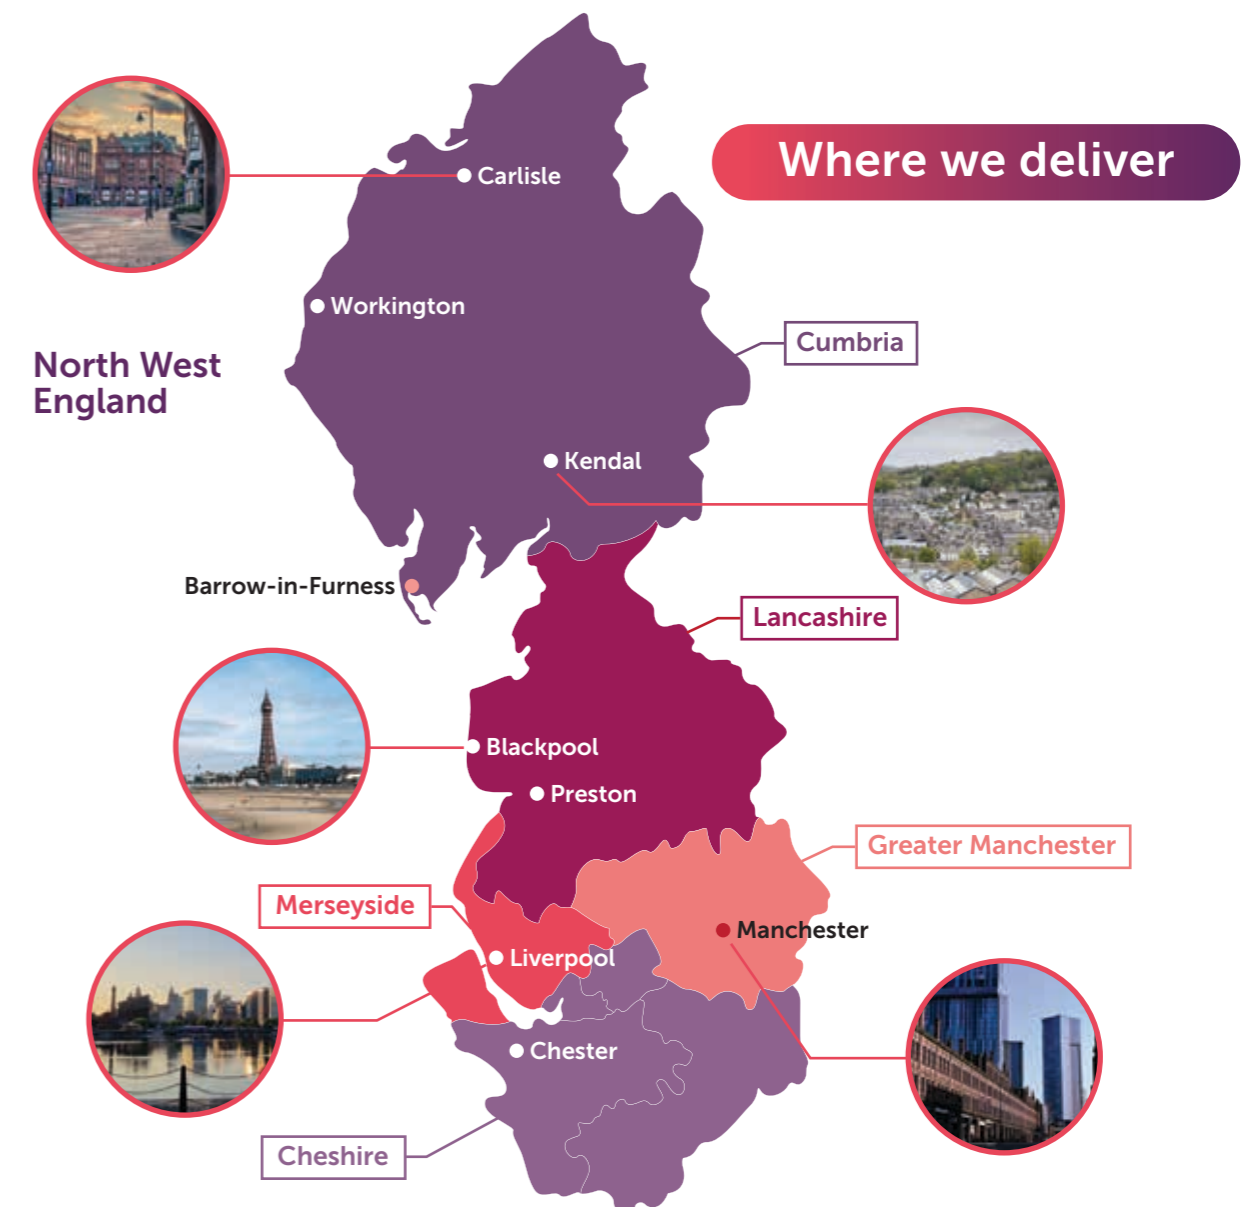 Where we deliver
Carlisle
Workington
North West
England
Cumbria
Kendal
Barrow-in-Furness
Lancashire
Blackpool
Preston
Greater Manchester
Merseyside
Manchester
Liverpool
Chester
Cheshire